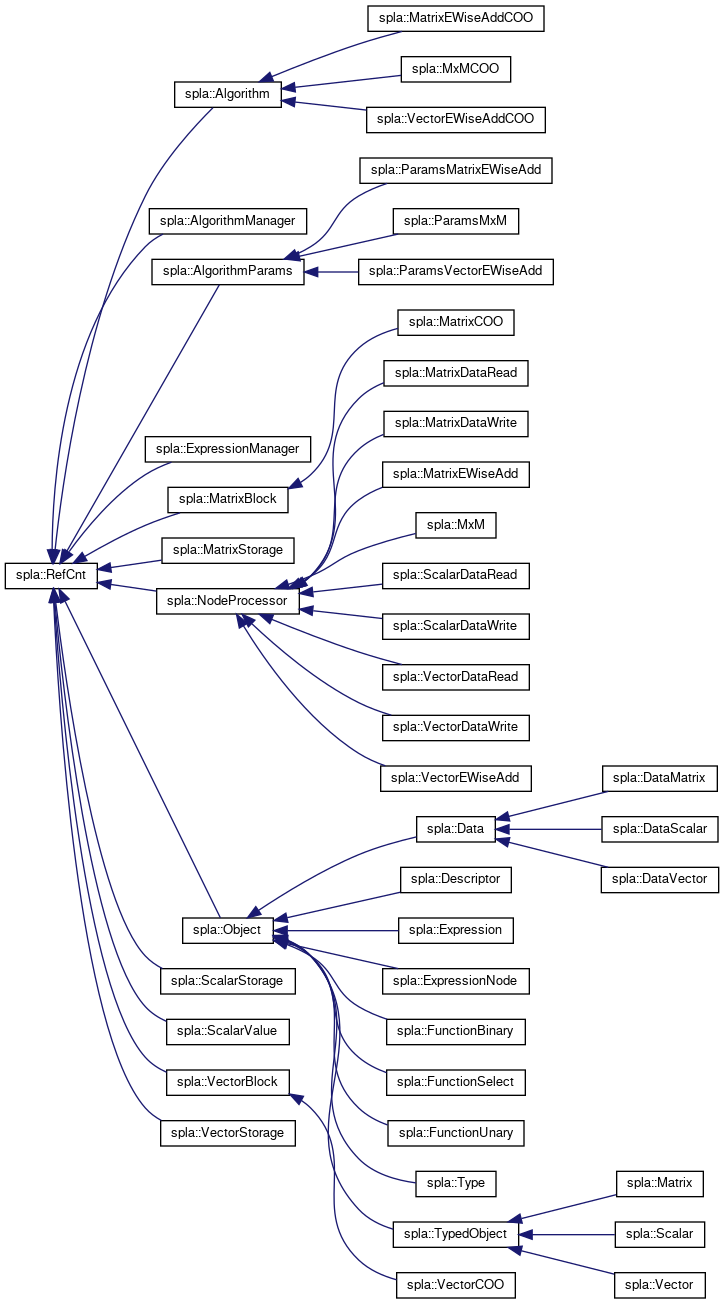 spla::MatrixEWiseAddCOO
spla::MxMCOO
spla::Algorithm
spla::VectorEWiseAddCOO
spla::ParamsMatrixEWiseAdd
spla::AlgorithmManager
spla::ParamsMxM
spla::AlgorithmParams
spla::ParamsVectorEWiseAdd
spla::MatrixCOO
spla::MatrixDataRead
spla::MatrixDataWrite
spla::ExpressionManager
spla::MatrixEWiseAdd
spla::MatrixBlock
spla::MxM
spla::MatrixStorage
spla::RefCnt
spla::ScalarDataRead
spla::NodeProcessor
spla::ScalarDataWrite
spla::VectorDataRead
spla::VectorDataWrite
spla::VectorEWiseAdd
spla::DataMatrix
spla::Data
spla::DataScalar
spla::DataVector
spla::Descriptor
spla::Object
spla::Expression
spla::ScalarStorage
spla::ExpressionNode
spla::ScalarValue
spla::FunctionBinary
spla::VectorBlock
spla::FunctionSelect
spla::VectorStorage
spla::FunctionUnary
spla::Type
spla::Matrix
spla::TypedObject
spla::Scalar
spla::VectorCOO
spla::Vector